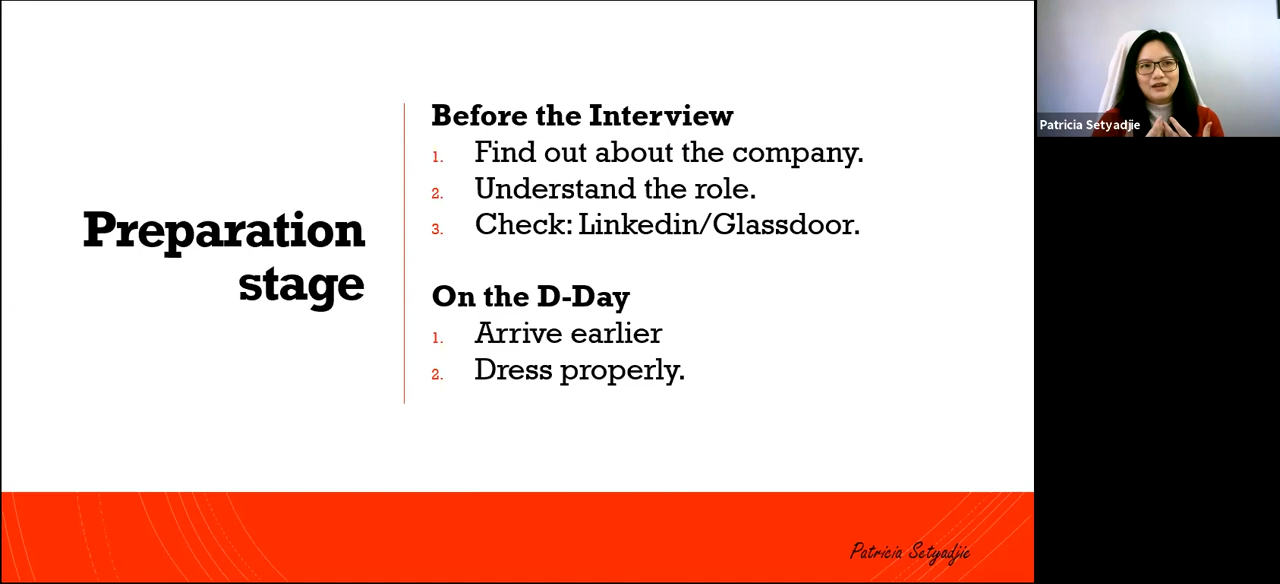 Preparation
stage
Before the Interview
1. Find out about the company.
2. Understand the role.
3. Check: Linkedin/Glassdoor.
On the D-Day
1. Arrive earlier
2. Dress properly.
Patricia Setyadjie
Patricia Setyadjie